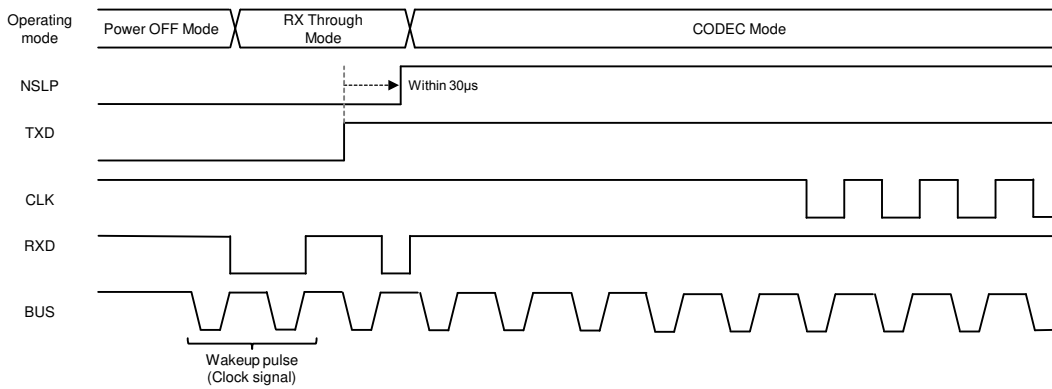 Operating
mode
Power OFF Mode
RX Through
Mode
CODEC Mode
NSLP
Within 30µs
TXD
CLK
RXD
BUS
Wakeup pulse
(Clock signal)